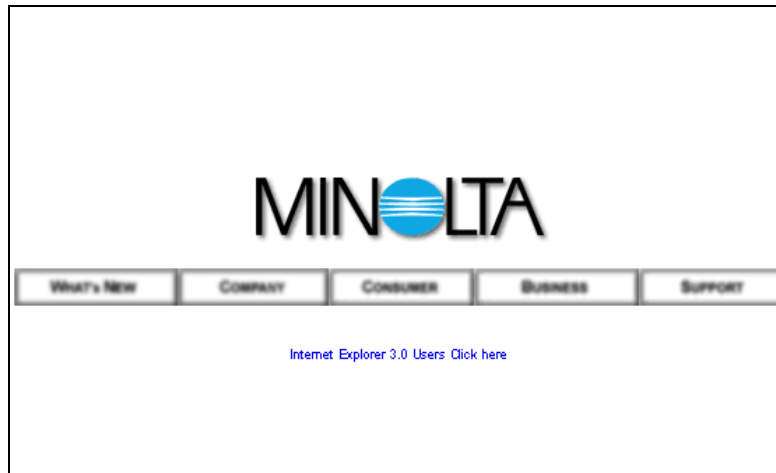 MINOLTA
WHAT's NEW COMPANY CONSUMER BUSINESS SUPPORT
Internet Explorer 3.0 Users Click here